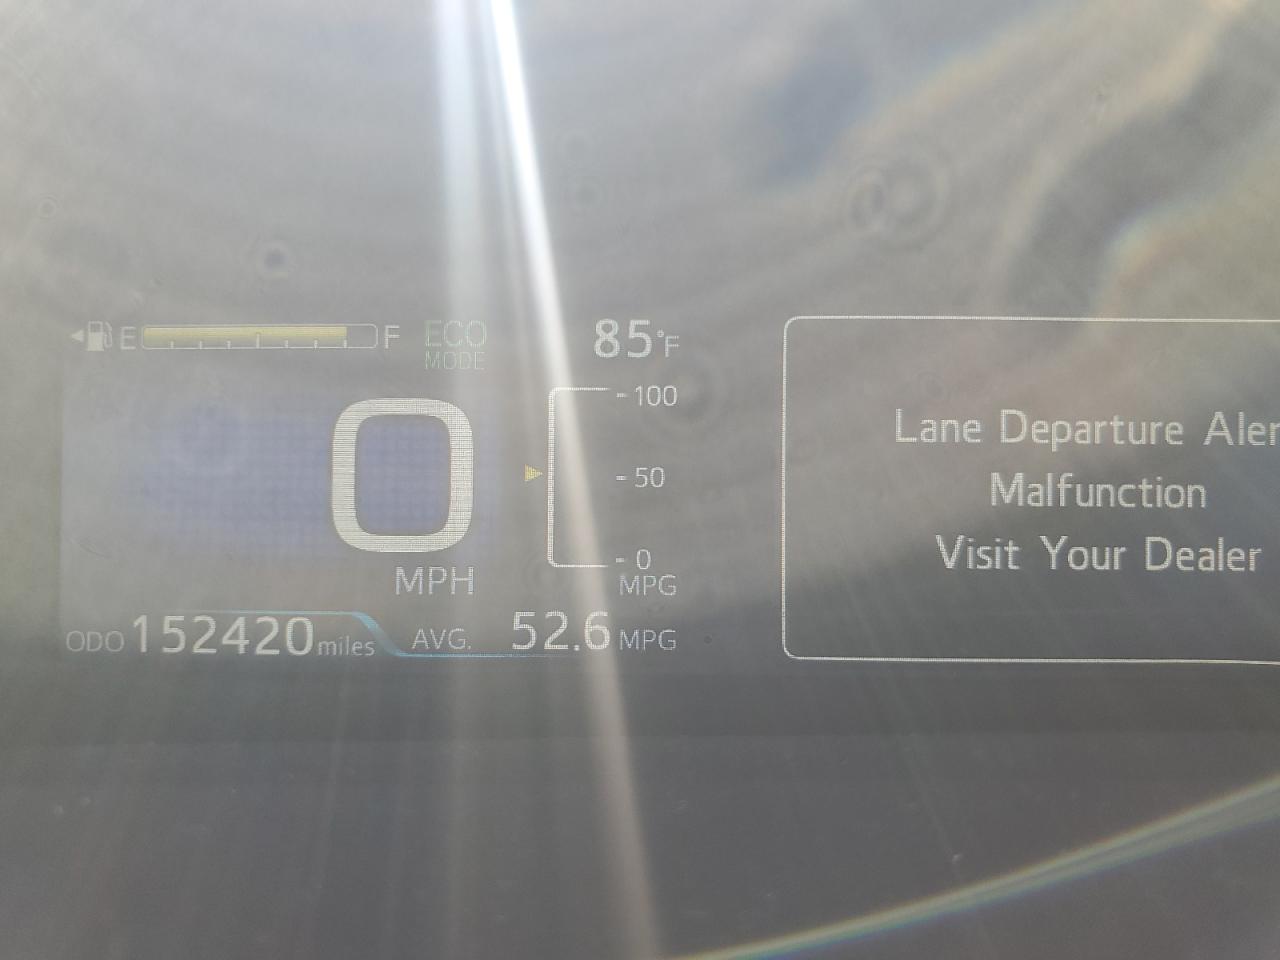 E F ECO
MODE
85°F
100
50
0
MPG
0
MPH
ODO 152420 miles AVG. 52.6 MPG
Lane Departure Aler
Malfunction
Visit Your Dealer